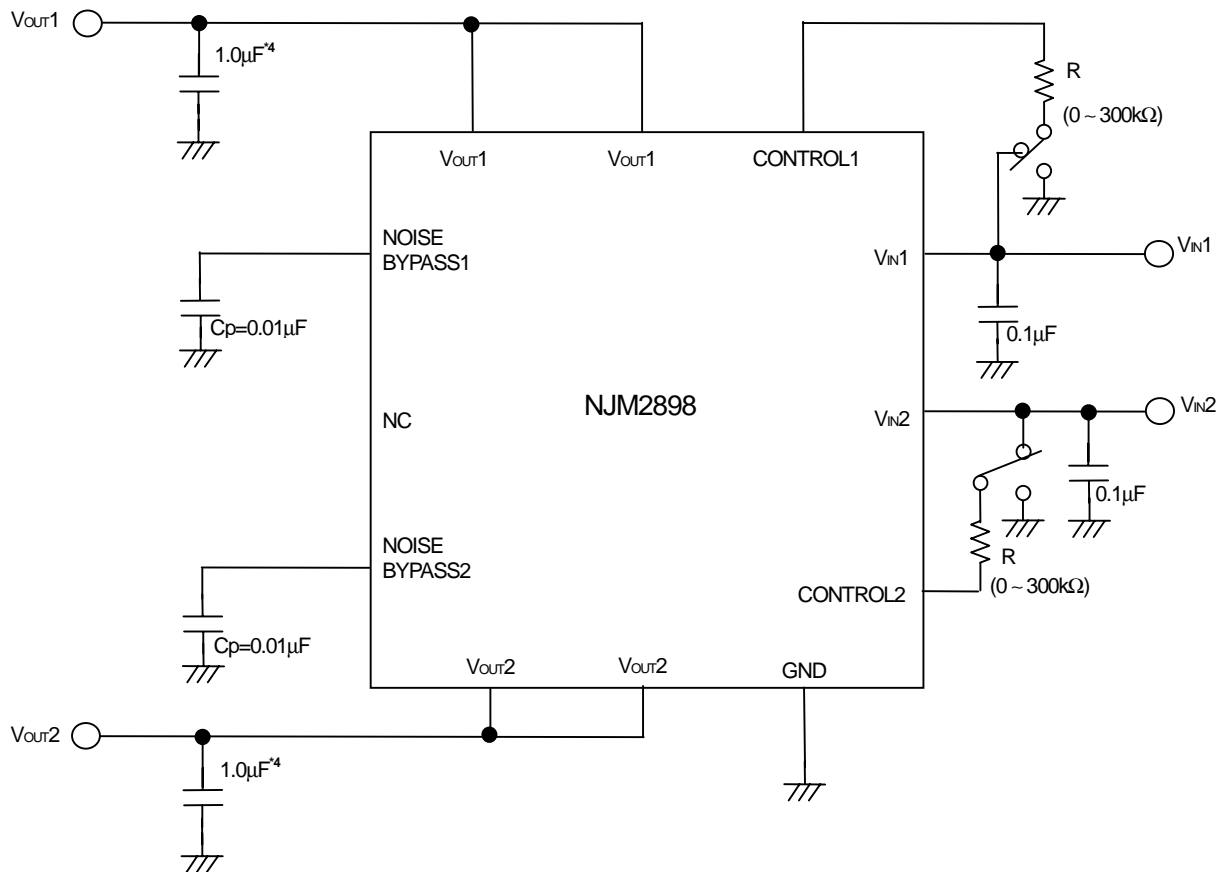 VOUT1
1.0µF*4
R
(0 ~ 300kΩ)
VOUT1
VOUT1
CONTROL1
NOISE
BYPASS1
VIN1
VIN1
Cp=0.01µF
0.1µF
NC
NJM2898
VIN2
VIN2
0.1µF
NOISE
BYPASS2
R
(0 ~ 300kΩ)
CONTROL2
Cp=0.01µF
VOUT2
VOUT2
GND
VOUT2
1.0µF*4